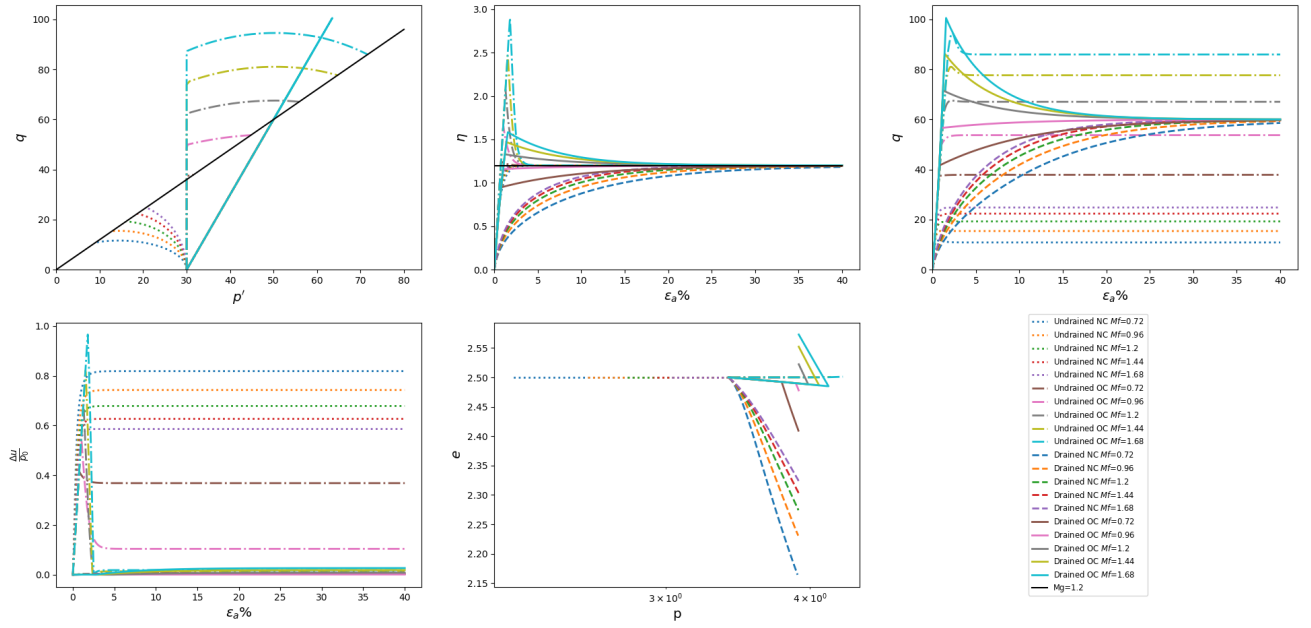 100
80
60
40
20
0
q
0 10 20 30 40 50 60 70 80
p′
3.0
2.5
2.0
1.5
1.0
0.5
0.0
η
0 5 10 15 20 25 30 35 40
εa%
100
80
60
40
20
0
q
0 5 10 15 20 25 30 35 40
εa%
1.0
0.8
0.6
0.4
0.2
0.0
Δu/p0
0 5 10 15 20 25 30 35 40
εa%
2.55
2.50
2.45
2.40
2.35
2.30
2.25
2.20
2.15
e
3 × 10⁰ 4 × 10⁰
p
Undrained NC Mf=0.72
Undrained NC Mf=0.96
Undrained NC Mf=1.2
Undrained NC Mf=1.44
Undrained NC Mf=1.68
Undrained OC Mf=0.72
Undrained OC Mf=0.96
Undrained OC Mf=1.2
Undrained OC Mf=1.44
Undrained OC Mf=1.68
Drained NC Mf=0.72
Drained NC Mf=0.96
Drained NC Mf=1.2
Drained NC Mf=1.44
Drained NC Mf=1.68
Drained OC Mf=0.72
Drained OC Mf=0.96
Drained OC Mf=1.2
Drained OC Mf=1.44
Drained OC Mf=1.68
Mg=1.2